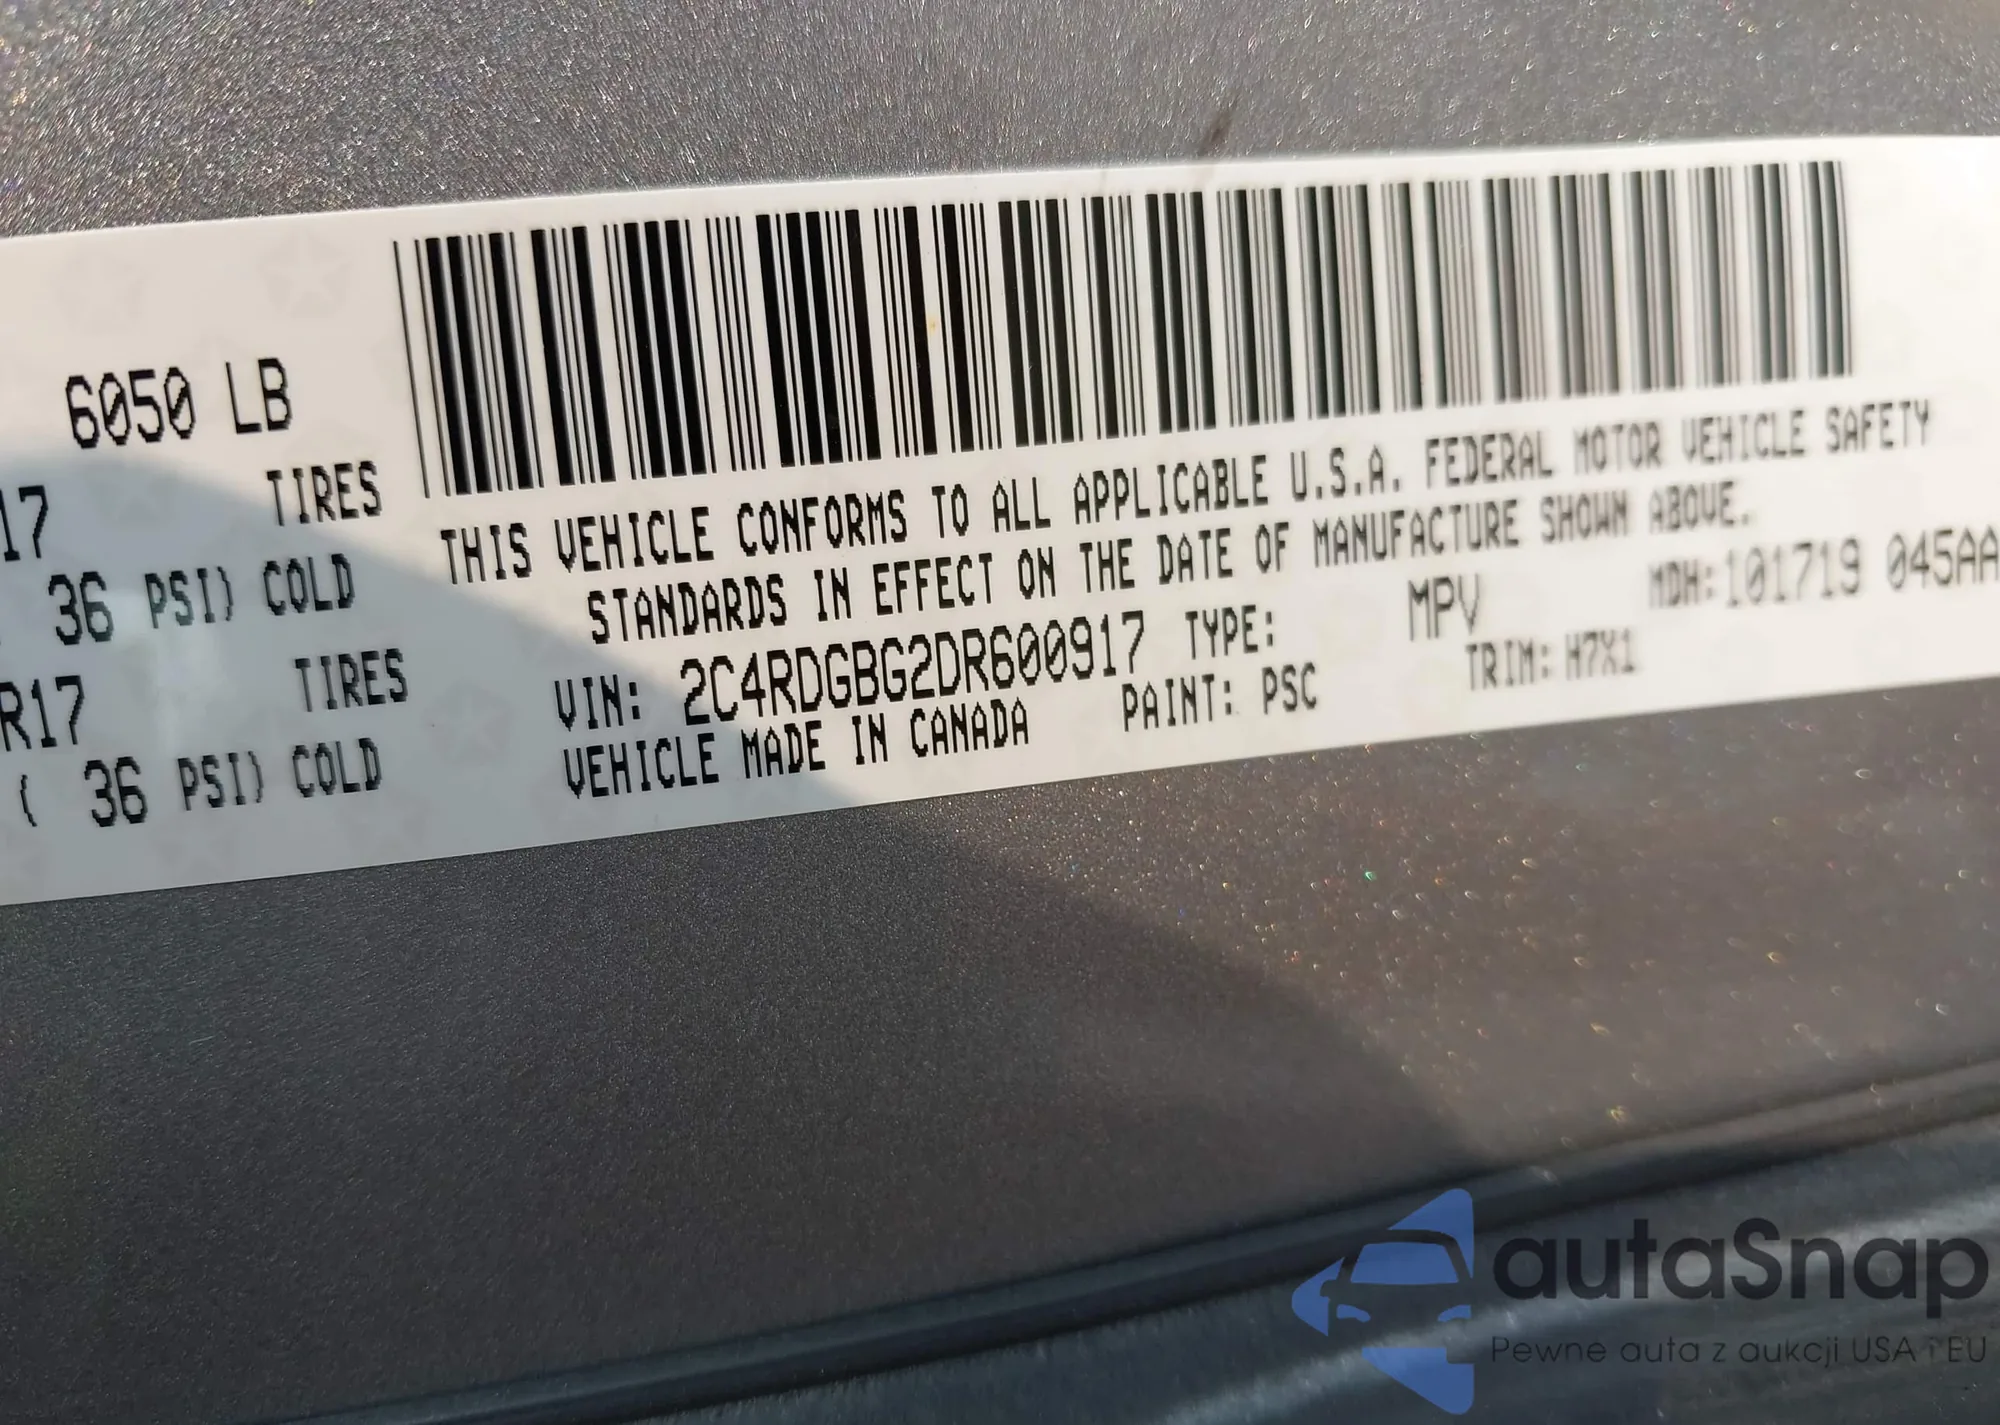 6050 LB
17 TIRES
36 PSI) COLD
R17 TIRES
( 36 PSI) COLD
THIS VEHICLE CONFORMS TO ALL APPLICABLE U.S.A. FEDERAL MOTOR VEHICLE SAFETY
STANDARDS IN EFFECT ON THE DATE OF MANUFACTURE SHOWN ABOVE.
VIN: 2C4RDGBG2DR600917 TYPE: MPV MDH:101719 045AA
VEHICLE MADE IN CANADA PAINT: PSC TRIM: H7X1
autaSnap
Pewne auta z aukcji USA i EU